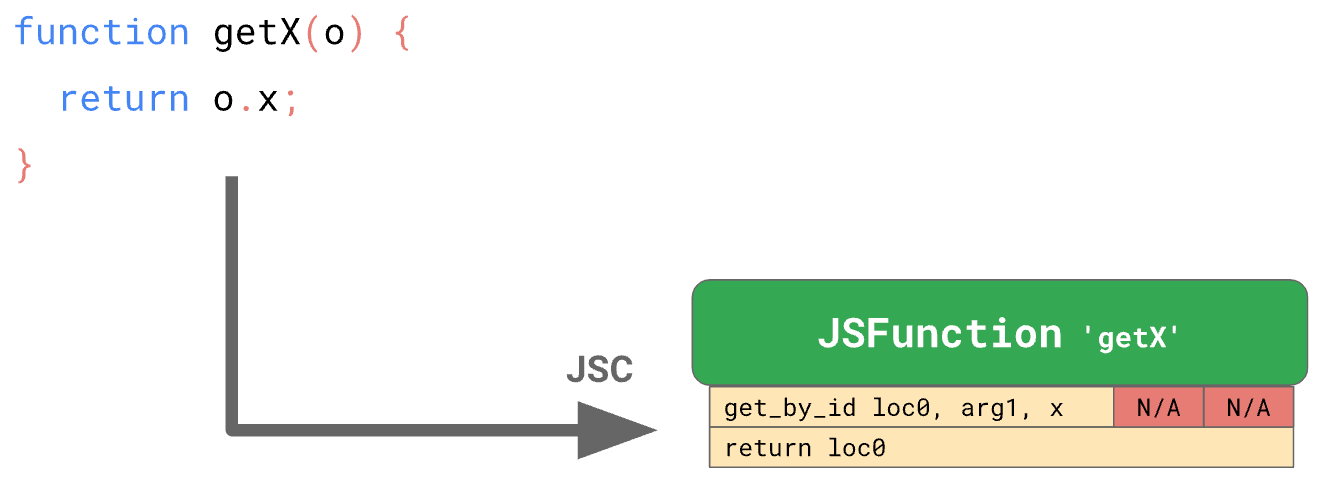 function getX(o) {
  return o.x;
}
JSC
JSFunction 'getX'
get_by_id loc0, arg1, x N/A N/A
return loc0